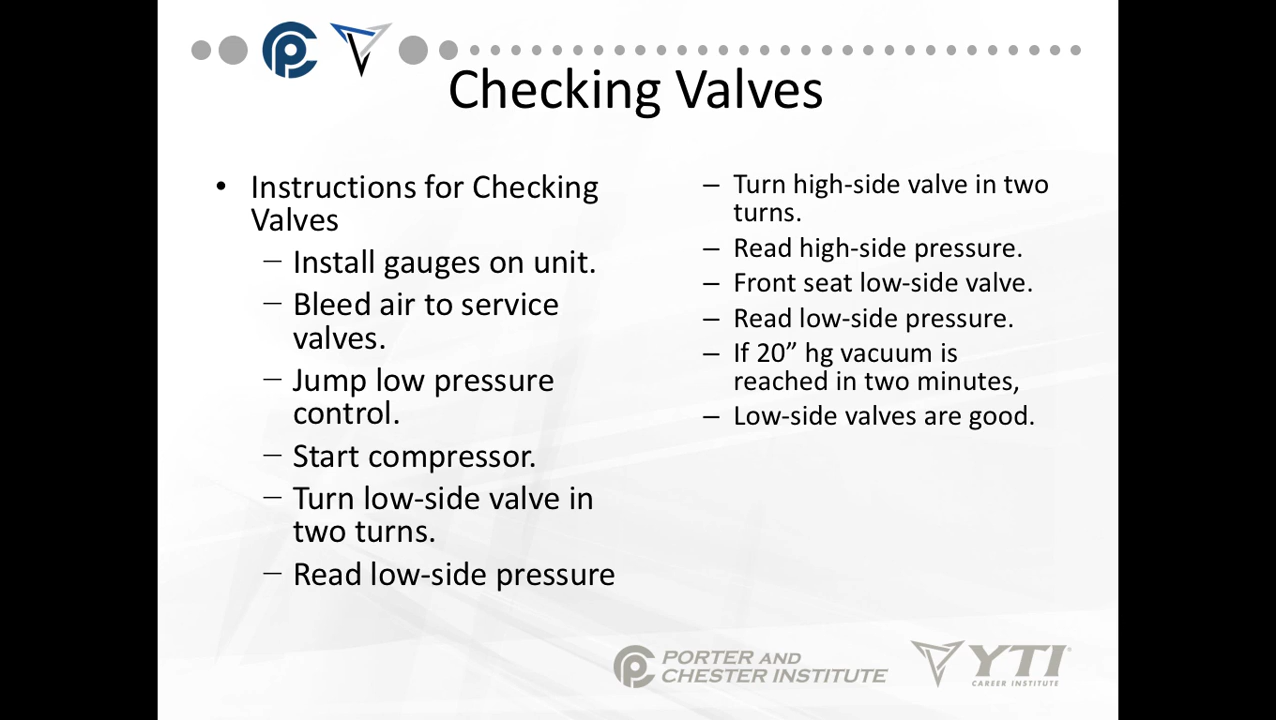 Checking Valves
• Instructions for Checking
Valves
– Install gauges on unit.
– Bleed air to service
valves.
– Jump low pressure
control.
– Start compressor.
– Turn low-side valve in
two turns.
– Read low-side pressure
– Turn high-side valve in two
turns.
– Read high-side pressure.
– Front seat low-side valve.
– Read low-side pressure.
– If 20” hg vacuum is
reached in two minutes,
– Low-side valves are good.
PORTER AND
CHESTER INSTITUTE
YTI®
CAREER INSTITUTE